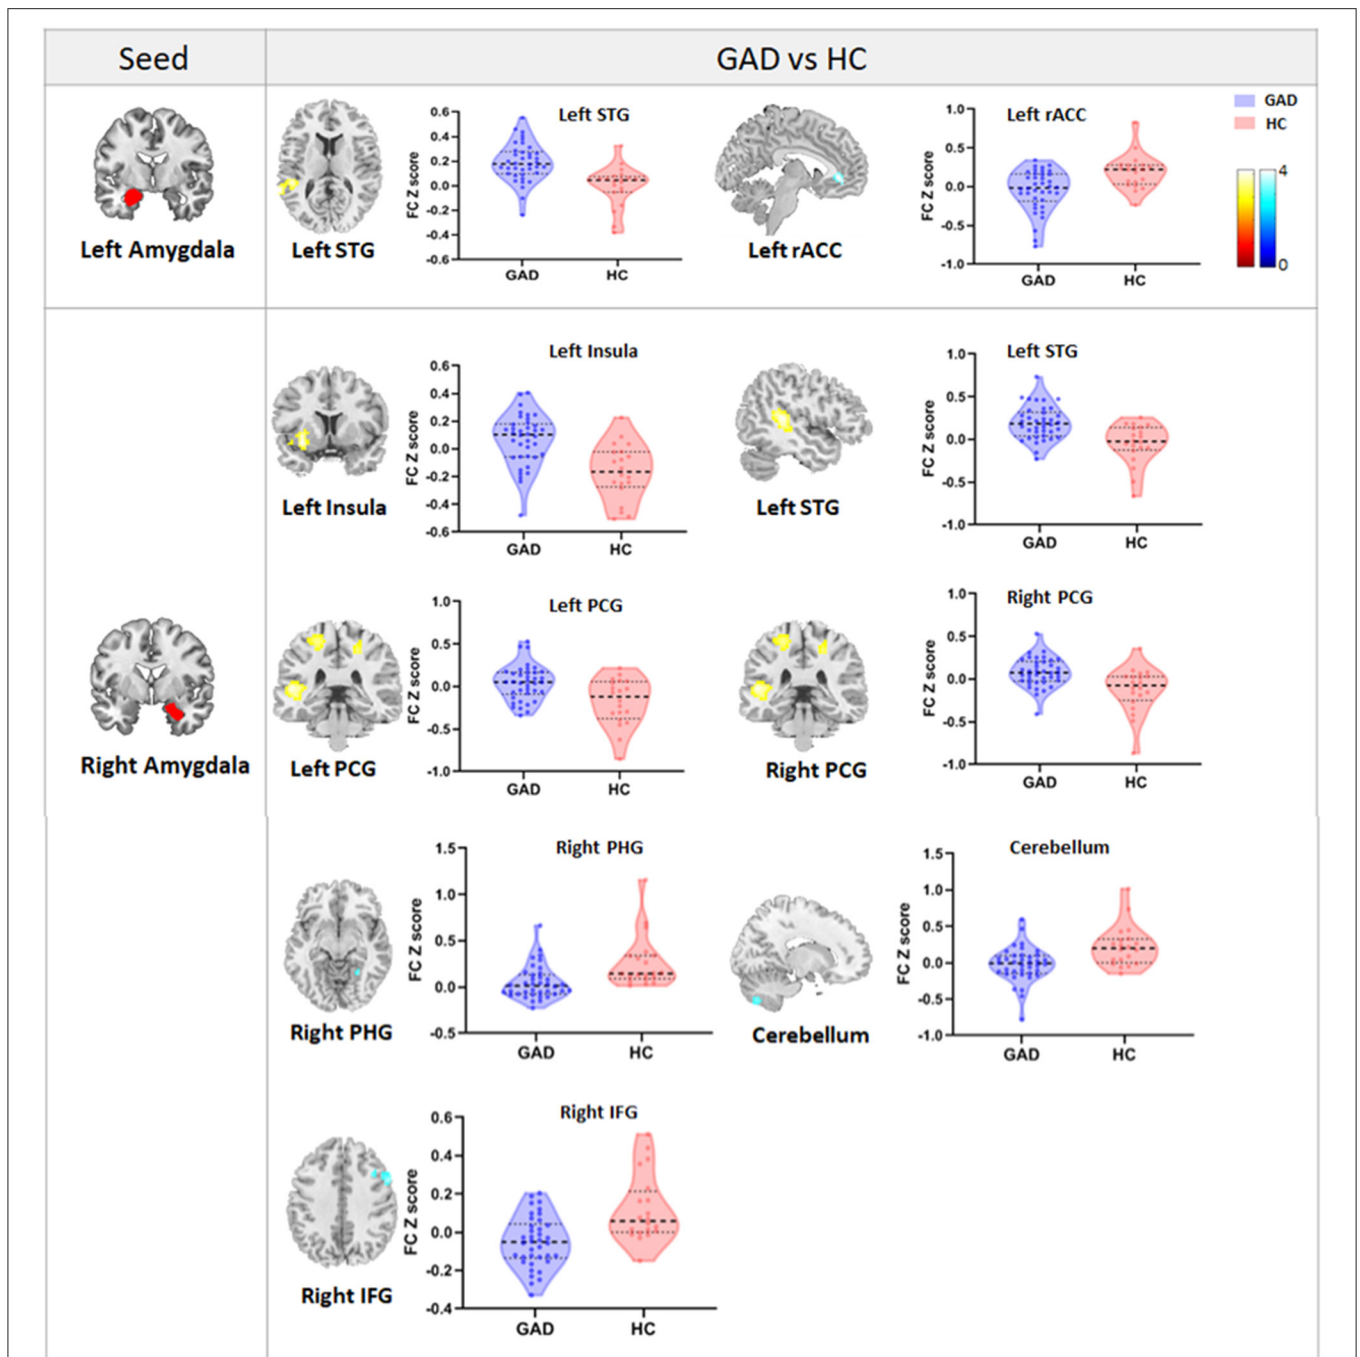 Seed
GAD vs HC
Left Amygdala
Left STG
Left STG
FC Z score
0.6
0.4
0.2
0.0
-0.2
-0.4
-0.6
GAD HC
Left rACC
Left rACC
FC Z score
1.0
0.5
0.0
-0.5
-1.0
GAD HC
GAD
HC
4
0
Right Amygdala
Left Insula
Left Insula
FC Z score
0.6
0.4
0.2
0.0
-0.2
-0.4
-0.6
GAD HC
Left STG
Left STG
FC Z score
1.0
0.5
0.0
-0.5
-1.0
GAD HC
Left PCG
Left PCG
FC Z score
1.0
0.5
0.0
-0.5
-1.0
GAD HC
Right PCG
Right PCG
FC Z score
1.0
0.5
0.0
-0.5
-1.0
GAD HC
Right PHG
Right PHG
FC Z score
1.5
1.0
0.5
0.0
-0.5
GAD HC
Cerebellum
Cerebellum
FC Z score
1.5
1.0
0.5
0.0
-0.5
-1.0
GAD HC
Right IFG
Right IFG
FC Z score
0.6
0.4
0.2
0.0
-0.2
-0.4
GAD HC